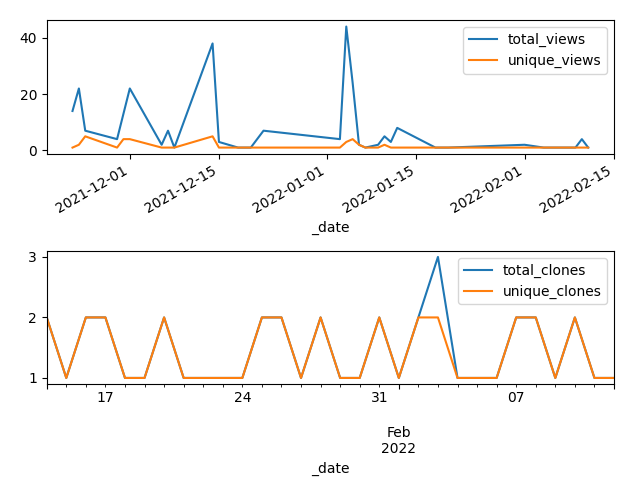 total_views
unique_views
40
20
0
2021-12-01
2021-12-15
2022-01-01
2022-01-15
2022-02-01
2022-02-15
_date
total_clones
unique_clones
3
2
1
17
24
31
07
Feb
2022
_date